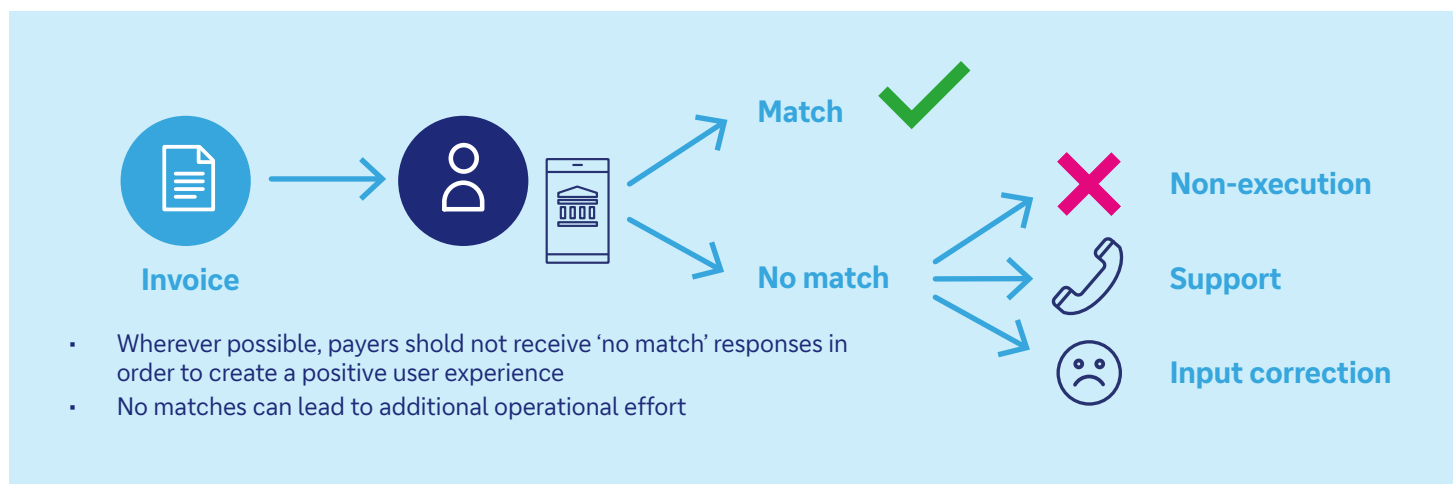 Match
Non-execution
Invoice
No match
Support
Input correction
▪ Wherever possible, payers shold not receive ‘no match’ responses in
order to create a positive user experience
▪ No matches can lead to additional operational effort